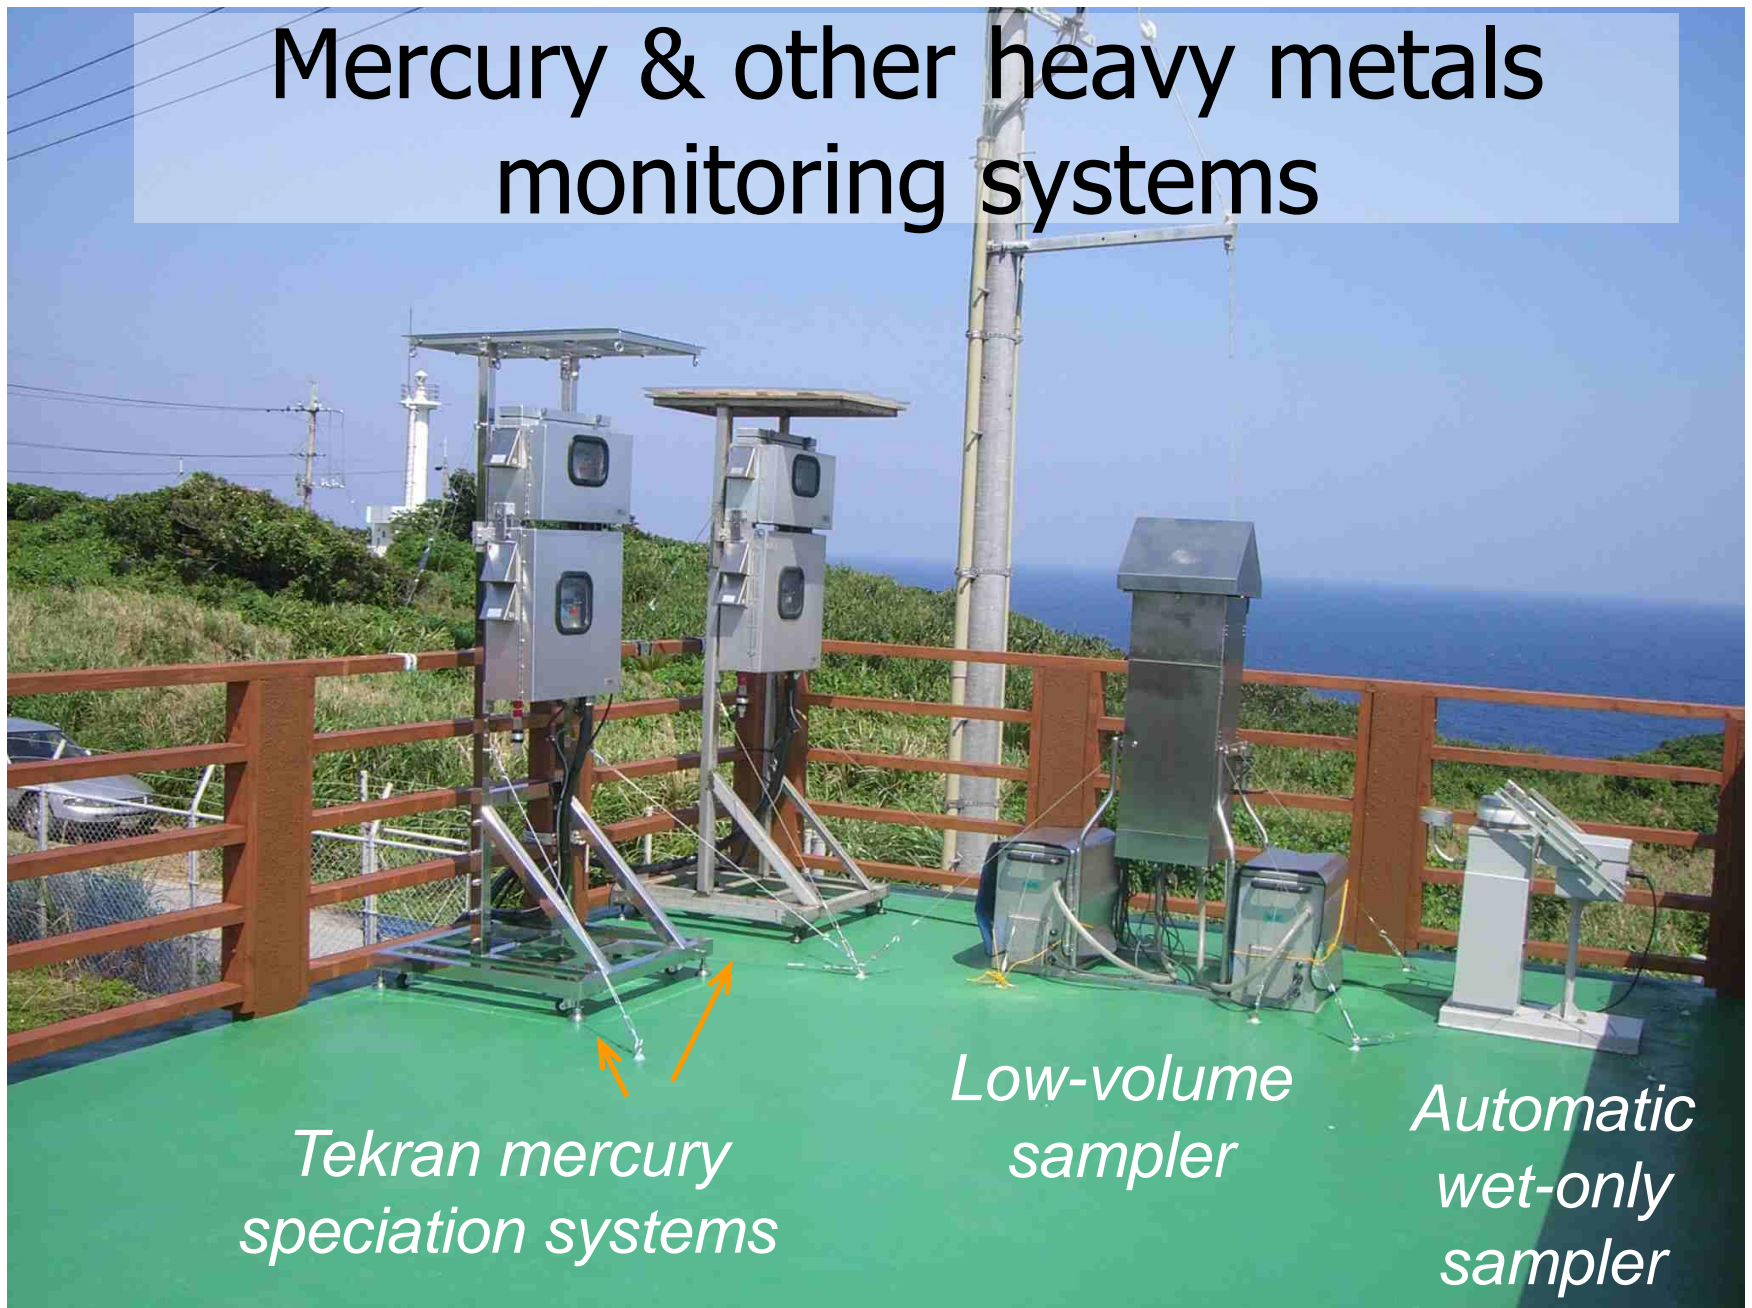 Mercury & other heavy metals
monitoring systems
Tekran mercury
speciation systems
Low-volume
sampler
Automatic
wet-only
sampler